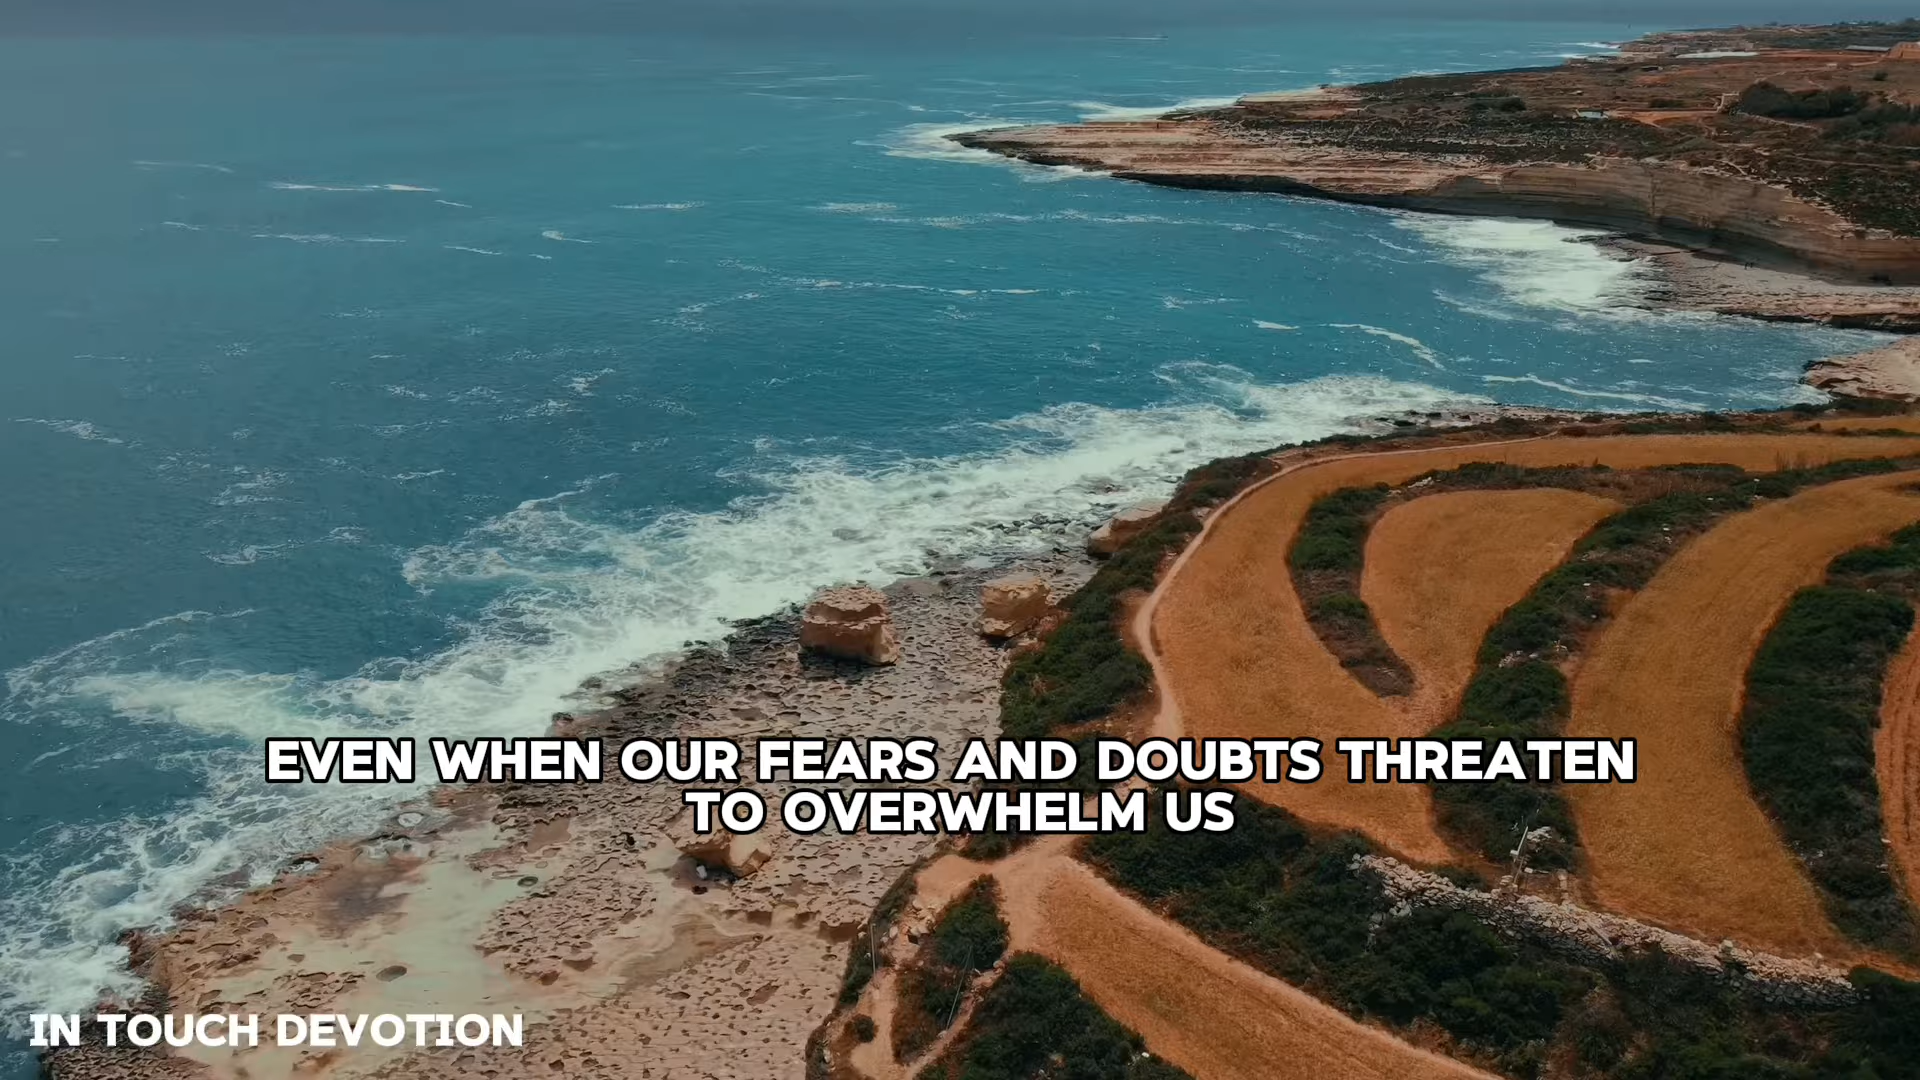 EVEN WHEN OUR FEARS AND DOUBTS THREATEN
TO OVERWHELM US
IN TOUCH DEVOTION